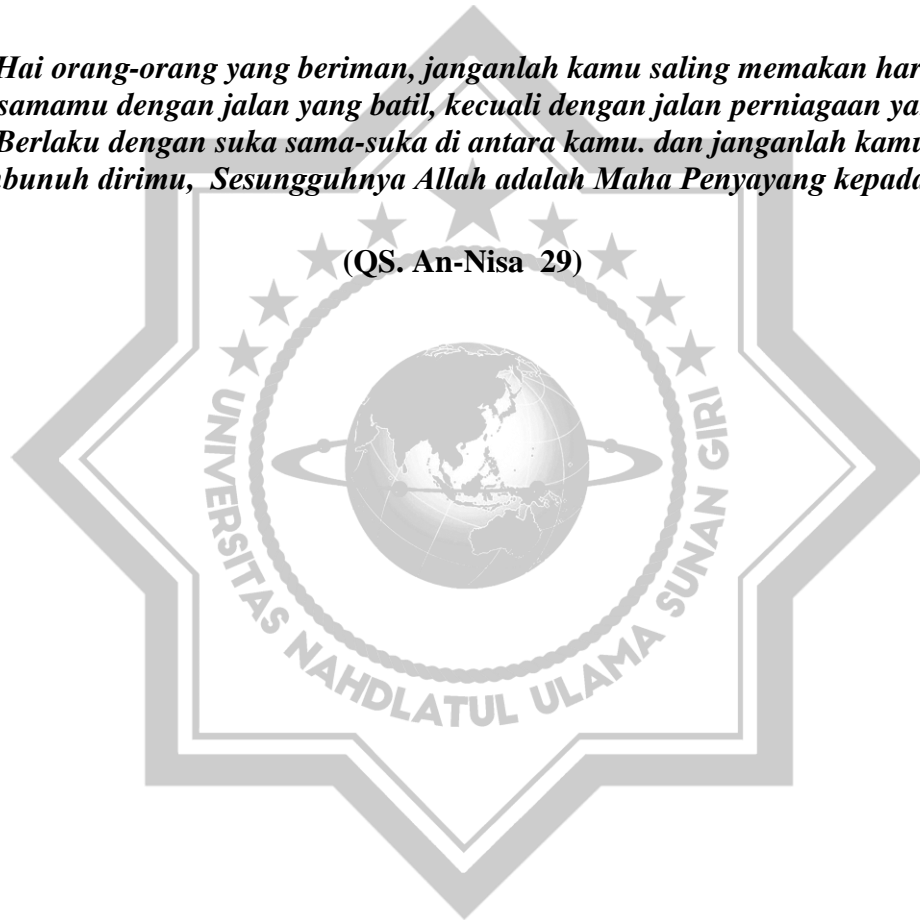 Hai orang-orang yang beriman, janganlah kamu saling memakan har
samamu dengan jalan yang batil, kecuali dengan jalan perniagaan ya
Berlaku dengan suka sama-suka di antara kamu. dan janganlah kamu
bunuh dirimu, Sesungguhnya Allah adalah Maha Penyayang kepada
(QS. An-Nisa 29)
UNIVERSITAS NAHDLATUL ULAMA SUNAN GIRI